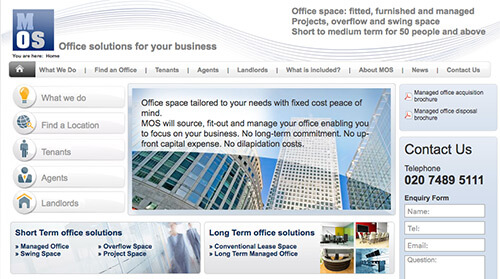 MOS
Office solutions for your business
Office space: fitted, furnished and managed
Projects, overflow and swing space
Short to medium term for 50 people and above
You are here: Home
What We Do | Find an Office | Tenants | Agents | Landlords | What is included? | About MOS | News | Contact Us
What we do
Find a Location
Tenants
Agents
Landlords
Office space tailored to your needs with fixed cost peace of
mind.
MOS will source, fit-out and manage your office enabling you
to focus on your business. No long-term commitment. No up-
front capital expense. No dilapidation costs.
Managed office acquisition
brochure
Managed office disposal
brochure
Contact Us
Telephone
020 7489 5111
Enquiry Form
Name:
Tel:
Email:
Question:
Short Term office solutions
» Managed Office
» Overflow Space
» Swing Space
» Project Space
Long Term office solutions
» Conventional Lease Space
» Long Term Managed Office